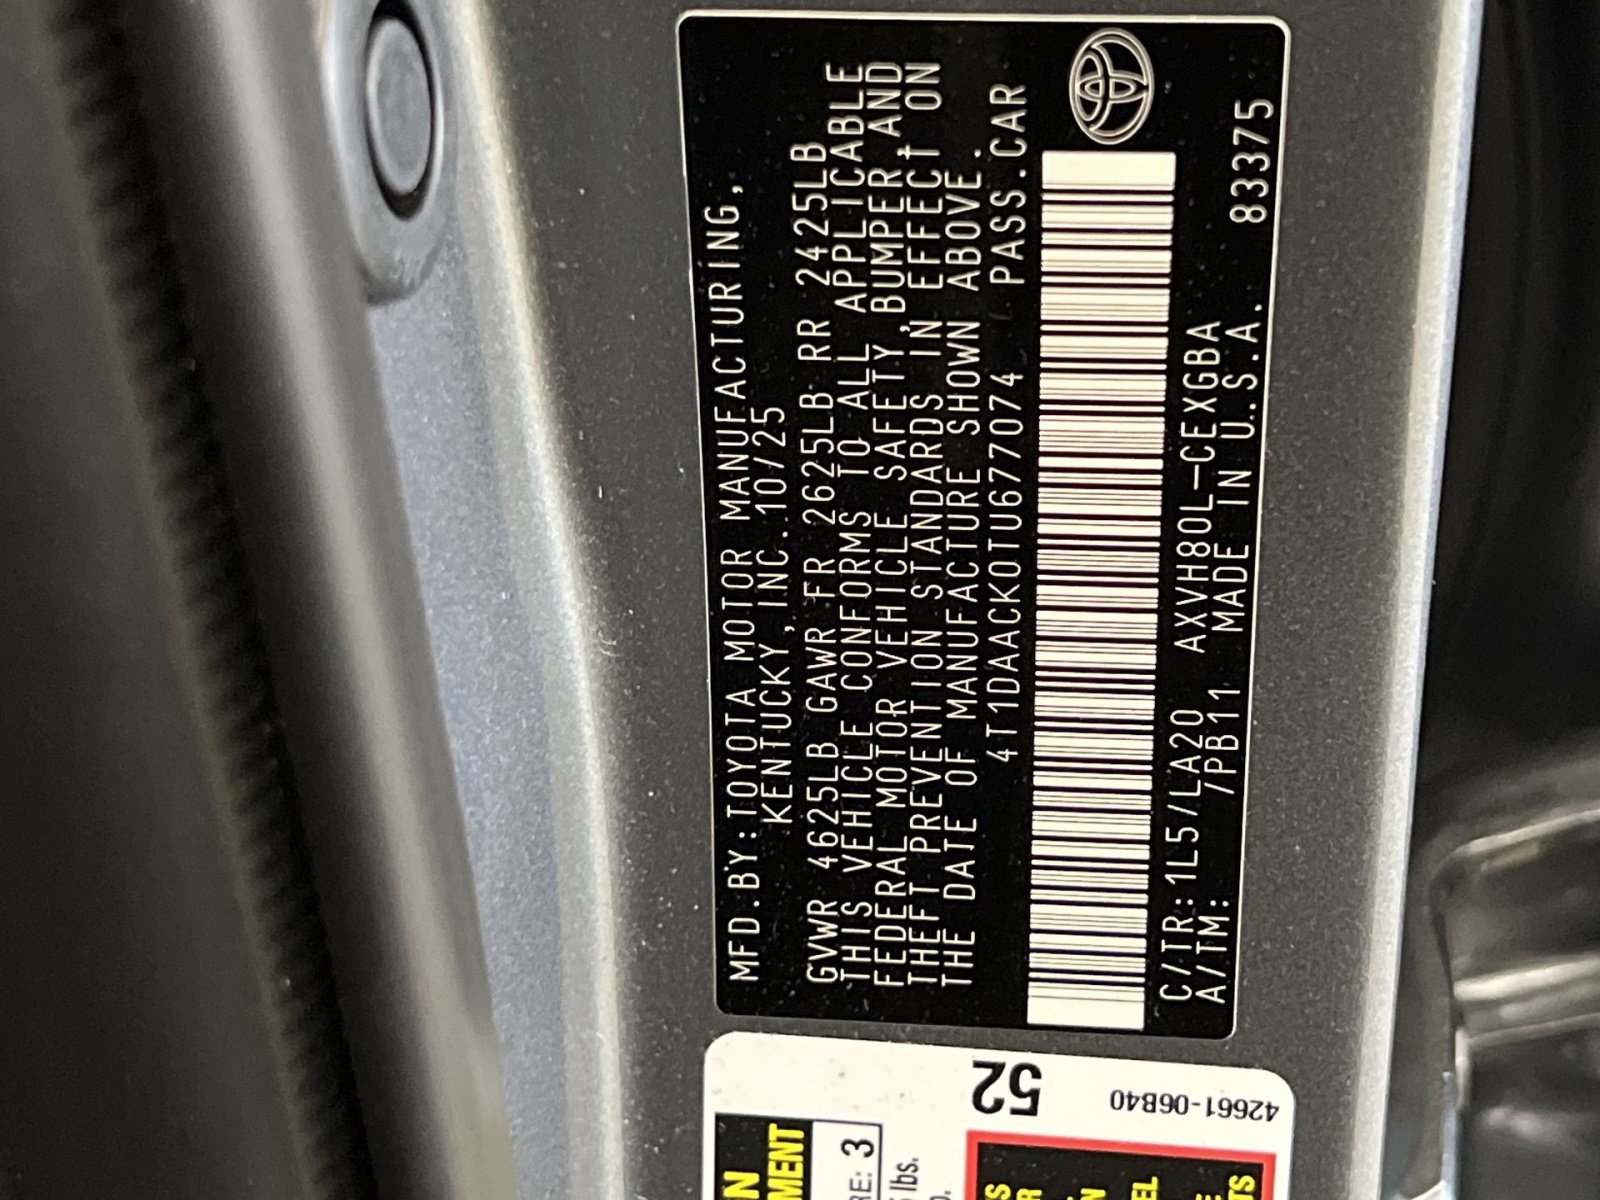 MFD.BY:TOYOTA MOTOR MANUFACTURING,
KENTUCKY, INC. 10/25
GVWR 4625LB GAWR FR 2625LB RR 2425LB
THIS VEHICLE CONFORMS TO ALL APPLICABLE
FEDERAL MOTOR VEHICLE SAFETY, BUMPER, AND
THEFT PREVENTION STANDARDS IN EFFECT ON
THE DATE OF MANUFACTURE SHOWN ABOVE.
4T1DAACK0TU677074 PASS.CAR
C/TR: 1L5/LA20 AXVH80L-CEXGBA
A/TM: /PB11 MADE IN U.S.A. 83375
52
42661-06B40
3
lbs.